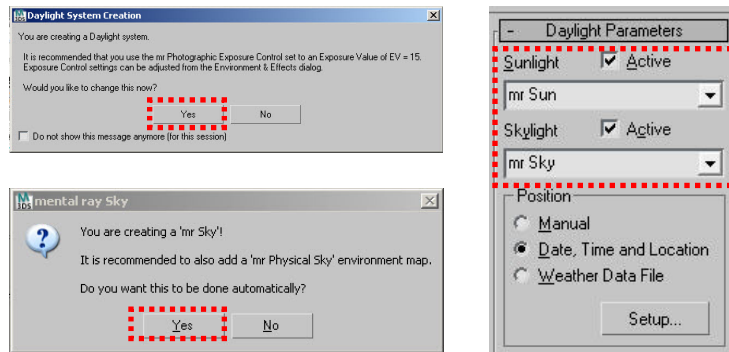 Daylight System Creation
You are creating a Daylight system.
It is recommended that you use the mr Photographic Exposure Control set to an Exposure Value of EV = 15.
Exposure Control settings can be adjusted from the Environment & Effects dialog.
Would you like to change this now?
Yes No
Do not show this message anymore (for this session)
mental ray Sky
You are creating a 'mr Sky'!
It is recommended to also add a 'mr Physical Sky' environment map.
Do you want this to be done automatically?
Yes No
- Daylight Parameters
Sunlight Active
mr Sun
Skylight Active
mr Sky
Position
Manual
Date, Time and Location
Weather Data File
Setup...